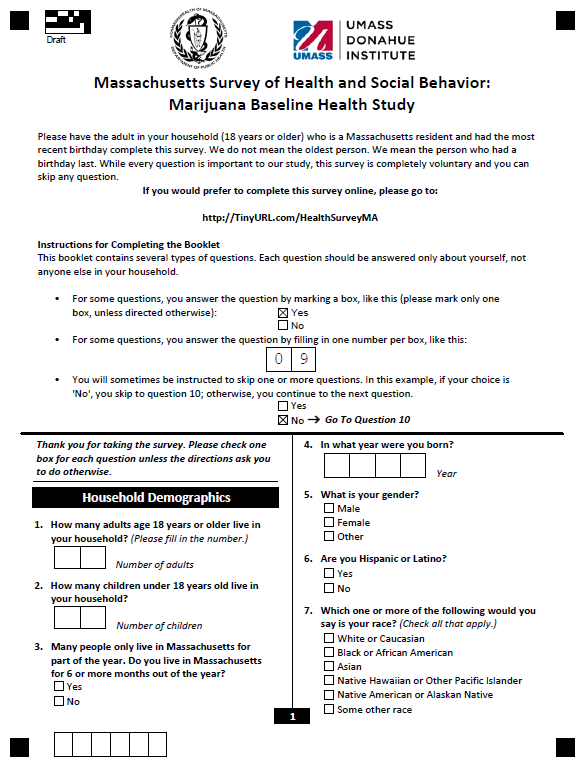 Draft
COMMONWEALTH OF MASSACHUSETTS
DEPARTMENT OF PUBLIC HEALTH
UMASS
UMASS
DONAHUE
INSTITUTE
Massachusetts Survey of Health and Social Behavior:
Marijuana Baseline Health Study
Please have the adult in your household (18 years or older) who is a Massachusetts resident and had the most
recent birthday complete this survey. We do not mean the oldest person. We mean the person who had a
birthday last. While every question is important to our study, this survey is completely voluntary and you can
skip any question.
If you would prefer to complete this survey online, please go to:
http://TinyURL.com/HealthSurveyMA
Instructions for Completing the Booklet
This booklet contains several types of questions. Each question should be answered only about yourself, not
anyone else in your household.
• For some questions, you answer the question by marking a box, like this (please mark only one
box, unless directed otherwise): ☒ Yes
☐ No
• For some questions, you answer the question by filling in one number per box, like this:
0 9
• You will sometimes be instructed to skip one or more questions. In this example, if your choice is
'No', you skip to question 10; otherwise, you continue to the next question.
☐ Yes
☒ No → Go To Question 10
Thank you for taking the survey. Please check one
box for each question unless the directions ask you
to do otherwise.
Household Demographics
1. How many adults age 18 years or older live in
your household? (Please fill in the number.)
Number of adults
2. How many children under 18 years old live in
your household?
Number of children
3. Many people only live in Massachusetts for
part of the year. Do you live in Massachusetts
for 6 or more months out of the year?
☐ Yes
☐ No
4. In what year were you born?
Year
5. What is your gender?
☐ Male
☐ Female
☐ Other
6. Are you Hispanic or Latino?
☐ Yes
☐ No
7. Which one or more of the following would you
say is your race? (Check all that apply.)
☐ White or Caucasian
☐ Black or African American
☐ Asian
☐ Native Hawaiian or Other Pacific Islander
☐ Native American or Alaskan Native
☐ Some other race
1